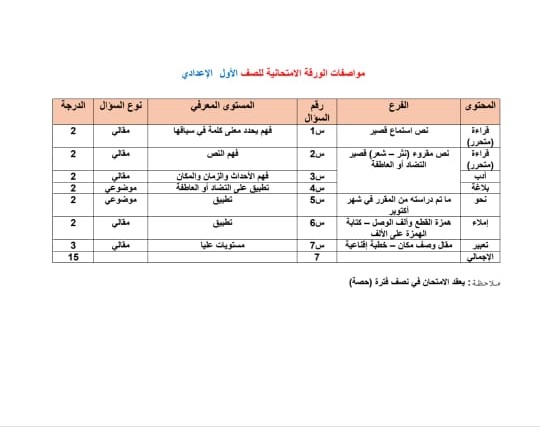 مواصفات الورقة الامتحانية للصف الأول الإعدادي
المحتوى الفرع رقم السؤال المستوى المعرفي نوع السؤال الدرجة
قراءة (متحرر) نص استماع قصير س1 فهم يحدد معنى كلمة في سياقها مقالي 2
قراءة (متحرر) نص مقروء (نثر – شعر) قصير س2 فهم النص مقالي 2
التضاد أو العاطفة
أدب س3 فهم الأحداث والزمان والمكان مقالي 2
بلاغة س4 تطبيق على التضاد أو العاطفة موضوعي 2
نحو ما تم دراسته من المقرر في شهر أكتوبر س5 تطبيق موضوعي 2
إملاء همزة القطع وألف الوصل – كتابة الهمزة على الألف س6 تطبيق مقالي 2
تعبير مقال وصف مكان – خطبة إقناعية س7 مستويات عليا مقالي 3
الإجمالي 7 15
ملاحظة : يعقد الامتحان في نصف فترة (حصة)